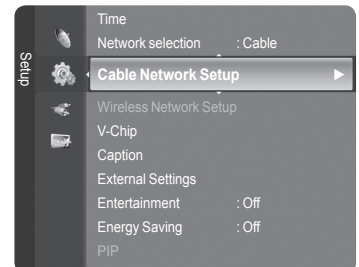 Setup
Time
Network selection : Cable
Cable Network Setup
Wireless Network Setup
V-Chip
Caption
External Settings
Entertainment : Off
Energy Saving : Off
PIP